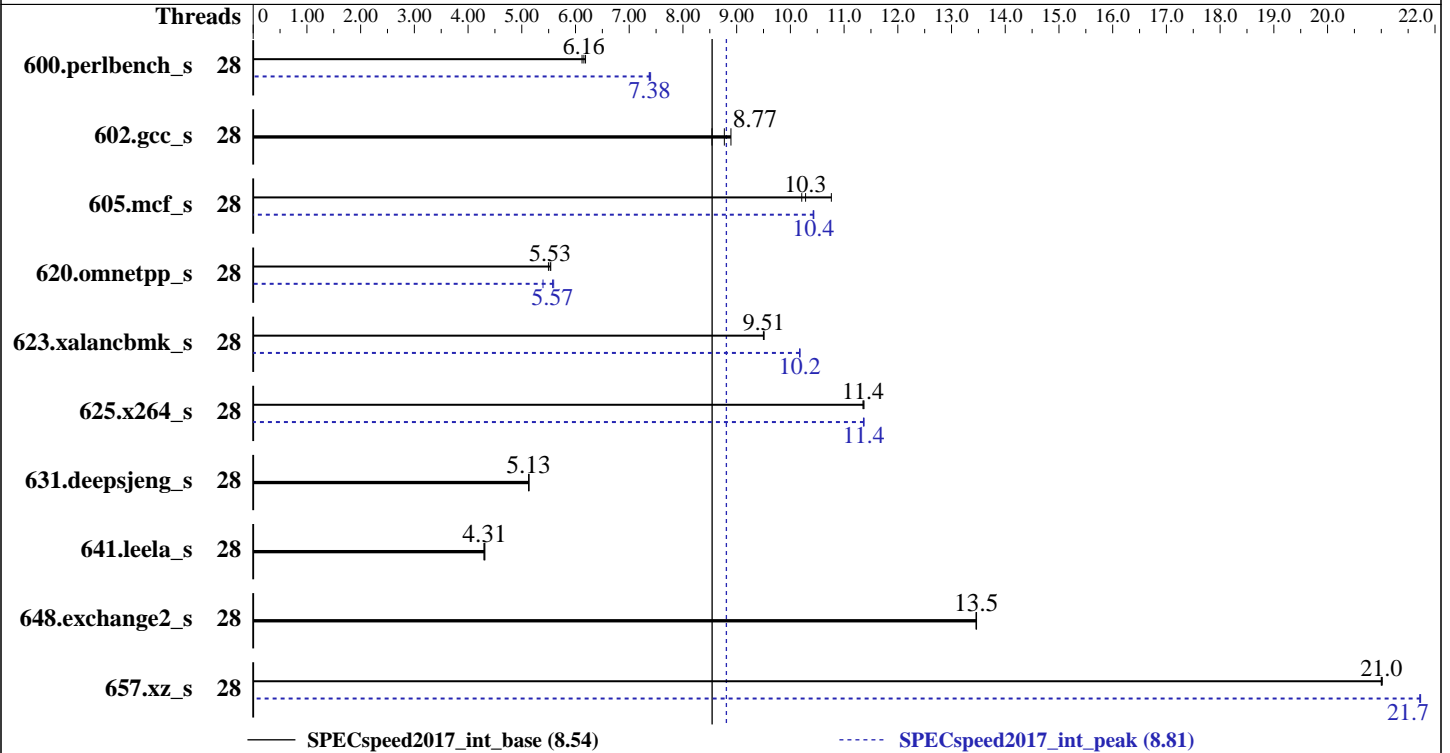 Threads 0 1.00 2.00 3.00 4.00 5.00 6.00 7.00 8.00 9.00 10.0 11.0 12.0 13.0 14.0 15.0 16.0 17.0 18.0 19.0 20.0 22.0
6.16
600.perlbench_s 28
7.38
8.77
602.gcc_s 28
10.3
605.mcf_s 28
10.4
5.53
620.omnetpp_s 28
5.57
9.51
623.xalancbmk_s 28
10.2
11.4
625.x264_s 28
11.4
5.13
631.deepsjeng_s 28
4.31
641.leela_s 28
13.5
648.exchange2_s 28
21.0
657.xz_s 28
21.7
SPECspeed2017_int_base (8.54) SPECspeed2017_int_peak (8.81)